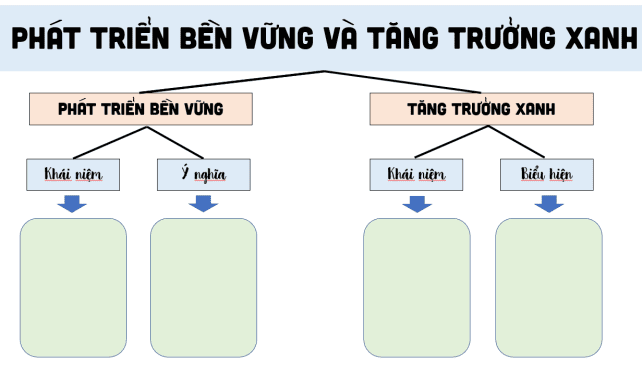 PHÁT TRIỂN BỀN VỮNG VÀ TĂNG TRƯỞNG XANH
PHÁT TRIỂN BỀN VỮNG
TĂNG TRƯỞNG XANH
Khái niệm
Ý nghĩa
Khái niệm
Biểu hiện